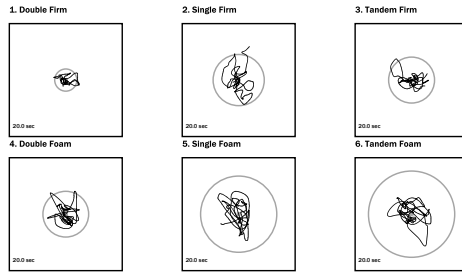 1. Double Firm
2. Single Firm
3. Tandem Firm
20.0 sec
20.0 sec
20.0 sec
4. Double Foam
5. Single Foam
6. Tandem Foam
20.0 sec
20.0 sec
20.0 sec